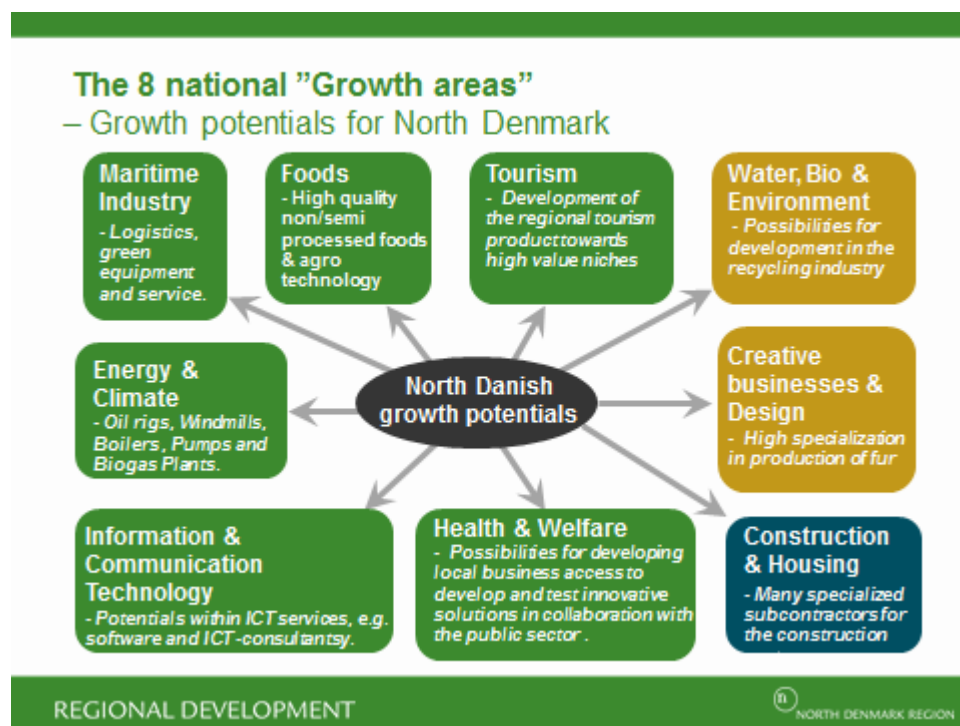 The 8 national ”Growth areas”
– Growth potentials for North Denmark
Maritime
Industry
- Logistics,
green
equipment
and service.
Foods
- High quality
non/semi
processed foods
& agro
technology
Tourism
- Development of
the regional tourism
product towards
high value niches
Water, Bio &
Environment
- Possibilities for
development in the
recycling industry
Energy &
Climate
- Oil rigs, Windmills,
Boilers, Pumps and
Biogas Plants.
North Danish
growth potentials
Creative
businesses &
Design
- High specialization
in production of fur
Information &
Communication
Technology
- Potentials within ICT services, e.g.
software and ICT-consultantsy.
Health & Welfare
- Possibilities for developing
local business access to
develop and test innovative
solutions in collaboration with
the public sector .
Construction
& Housing
- Many specialized
subcontractors for
the construction
REGIONAL DEVELOPMENT
n
NORTH DENMARK REGION